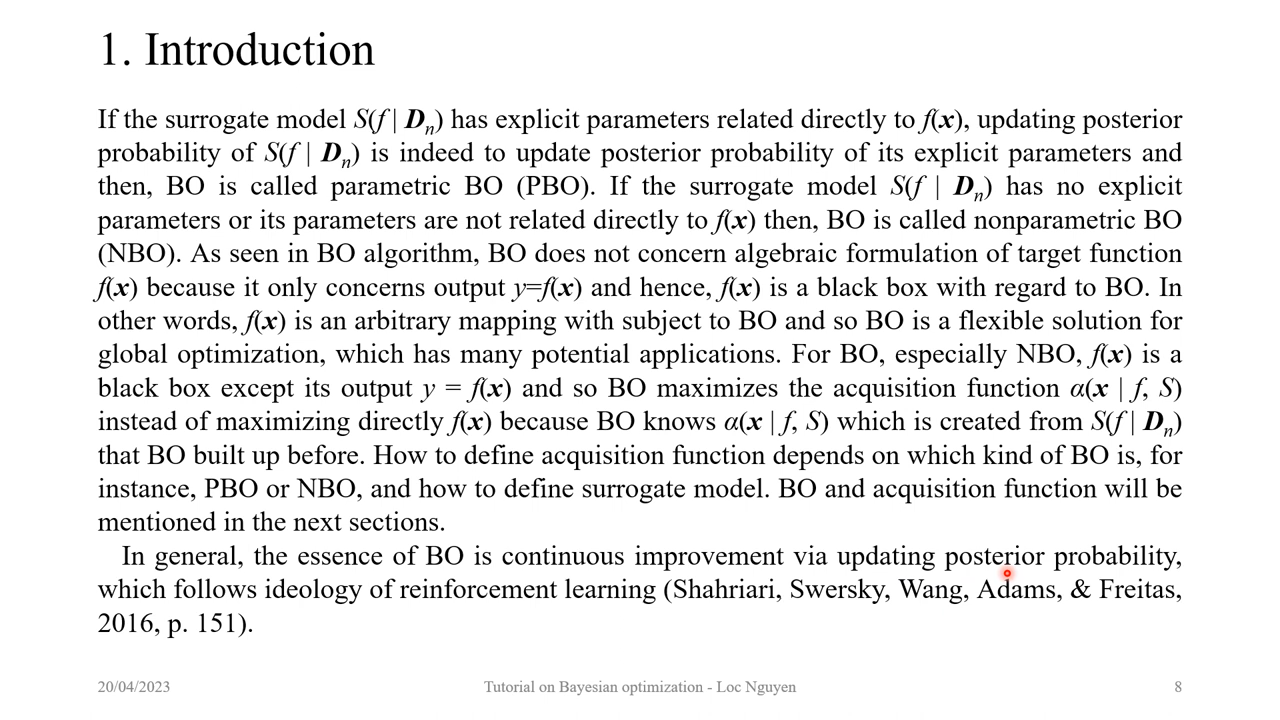 1. Introduction
If the surrogate model S(f | Dn) has explicit parameters related directly to f(x), updating posterior
probability of S(f | Dn) is indeed to update posterior probability of its explicit parameters and
then, BO is called parametric BO (PBO). If the surrogate model S(f | Dn) has no explicit
parameters or its parameters are not related directly to f(x) then, BO is called nonparametric BO
(NBO). As seen in BO algorithm, BO does not concern algebraic formulation of target function
f(x) because it only concerns output y=f(x) and hence, f(x) is a black box with regard to BO. In
other words, f(x) is an arbitrary mapping with subject to BO and so BO is a flexible solution for
global optimization, which has many potential applications. For BO, especially NBO, f(x) is a
black box except its output y = f(x) and so BO maximizes the acquisition function α(x | f, S)
instead of maximizing directly f(x) because BO knows α(x | f, S) which is created from S(f | Dn)
that BO built up before. How to define acquisition function depends on which kind of BO is, for
instance, PBO or NBO, and how to define surrogate model. BO and acquisition function will be
mentioned in the next sections.
In general, the essence of BO is continuous improvement via updating posterior probability,
which follows ideology of reinforcement learning (Shahriari, Swersky, Wang, Adams, & Freitas,
2016, p. 151).
20/04/2023
Tutorial on Bayesian optimization - Loc Nguyen
8